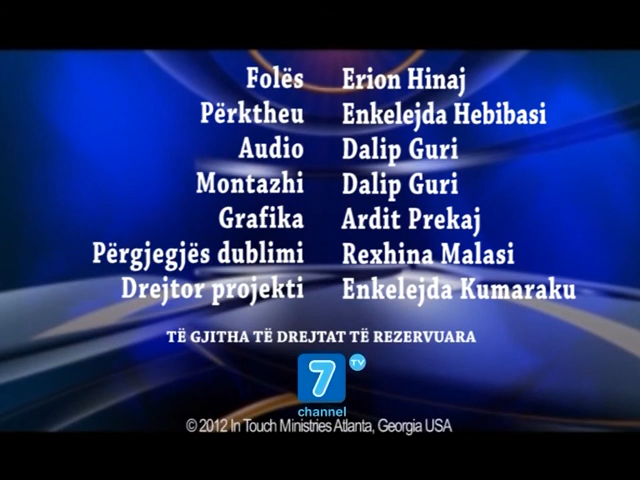 Folës Erion Hinaj
Përktheu Enkelejda Hebibasi
Audio Dalip Guri
Montazhi Dalip Guri
Grafika Ardit Prekaj
Përgjegjës dublimi Rexhina Malasi
Drejtor projekti Enkelejda Kumaraku
TË GJITHA TË DREJTAT TË REZERVUARA
7 TV
channel
© 2012 In Touch Ministries Atlanta, Georgia USA